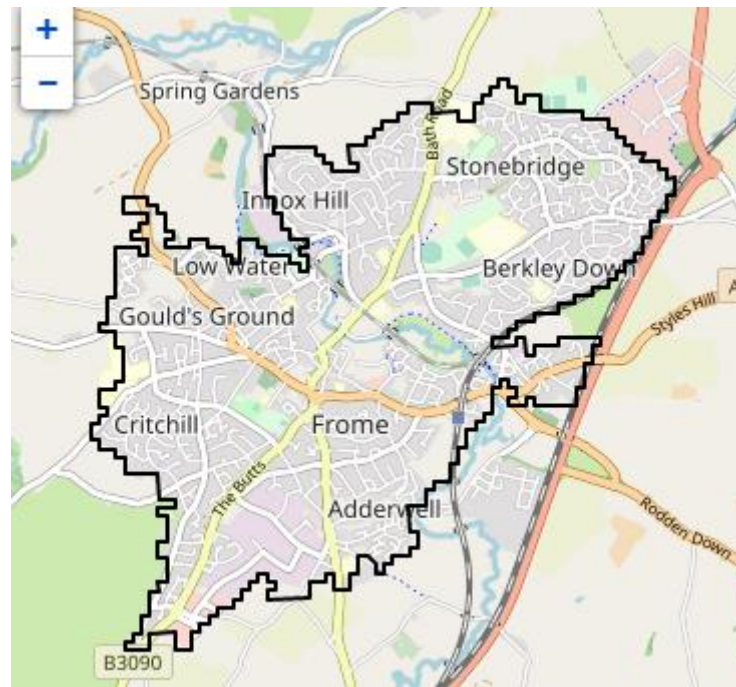 +
−
Spring Gardens
Bath Road
Stonebridge
Innox Hill
Low Water
Berkley Down
A
Gould's Ground
Styles Hill
Critchill
Frome
The Butts
Adderwell
Rodden Down
B3090